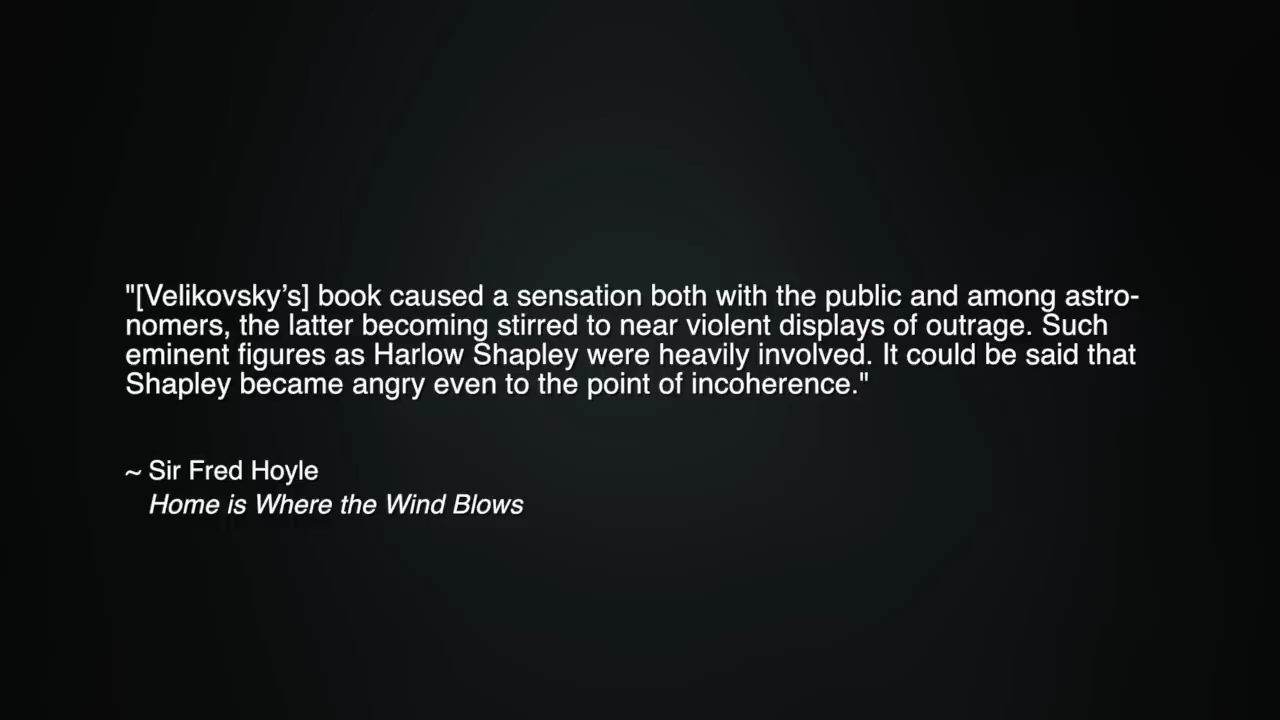 "[Velikovsky’s] book caused a sensation both with the public and among astro-
nomers, the latter becoming stirred to near violent displays of outrage. Such
eminent figures as Harlow Shapley were heavily involved. It could be said that
Shapley became angry even to the point of incoherence."
~ Sir Fred Hoyle
Home is Where the Wind Blows